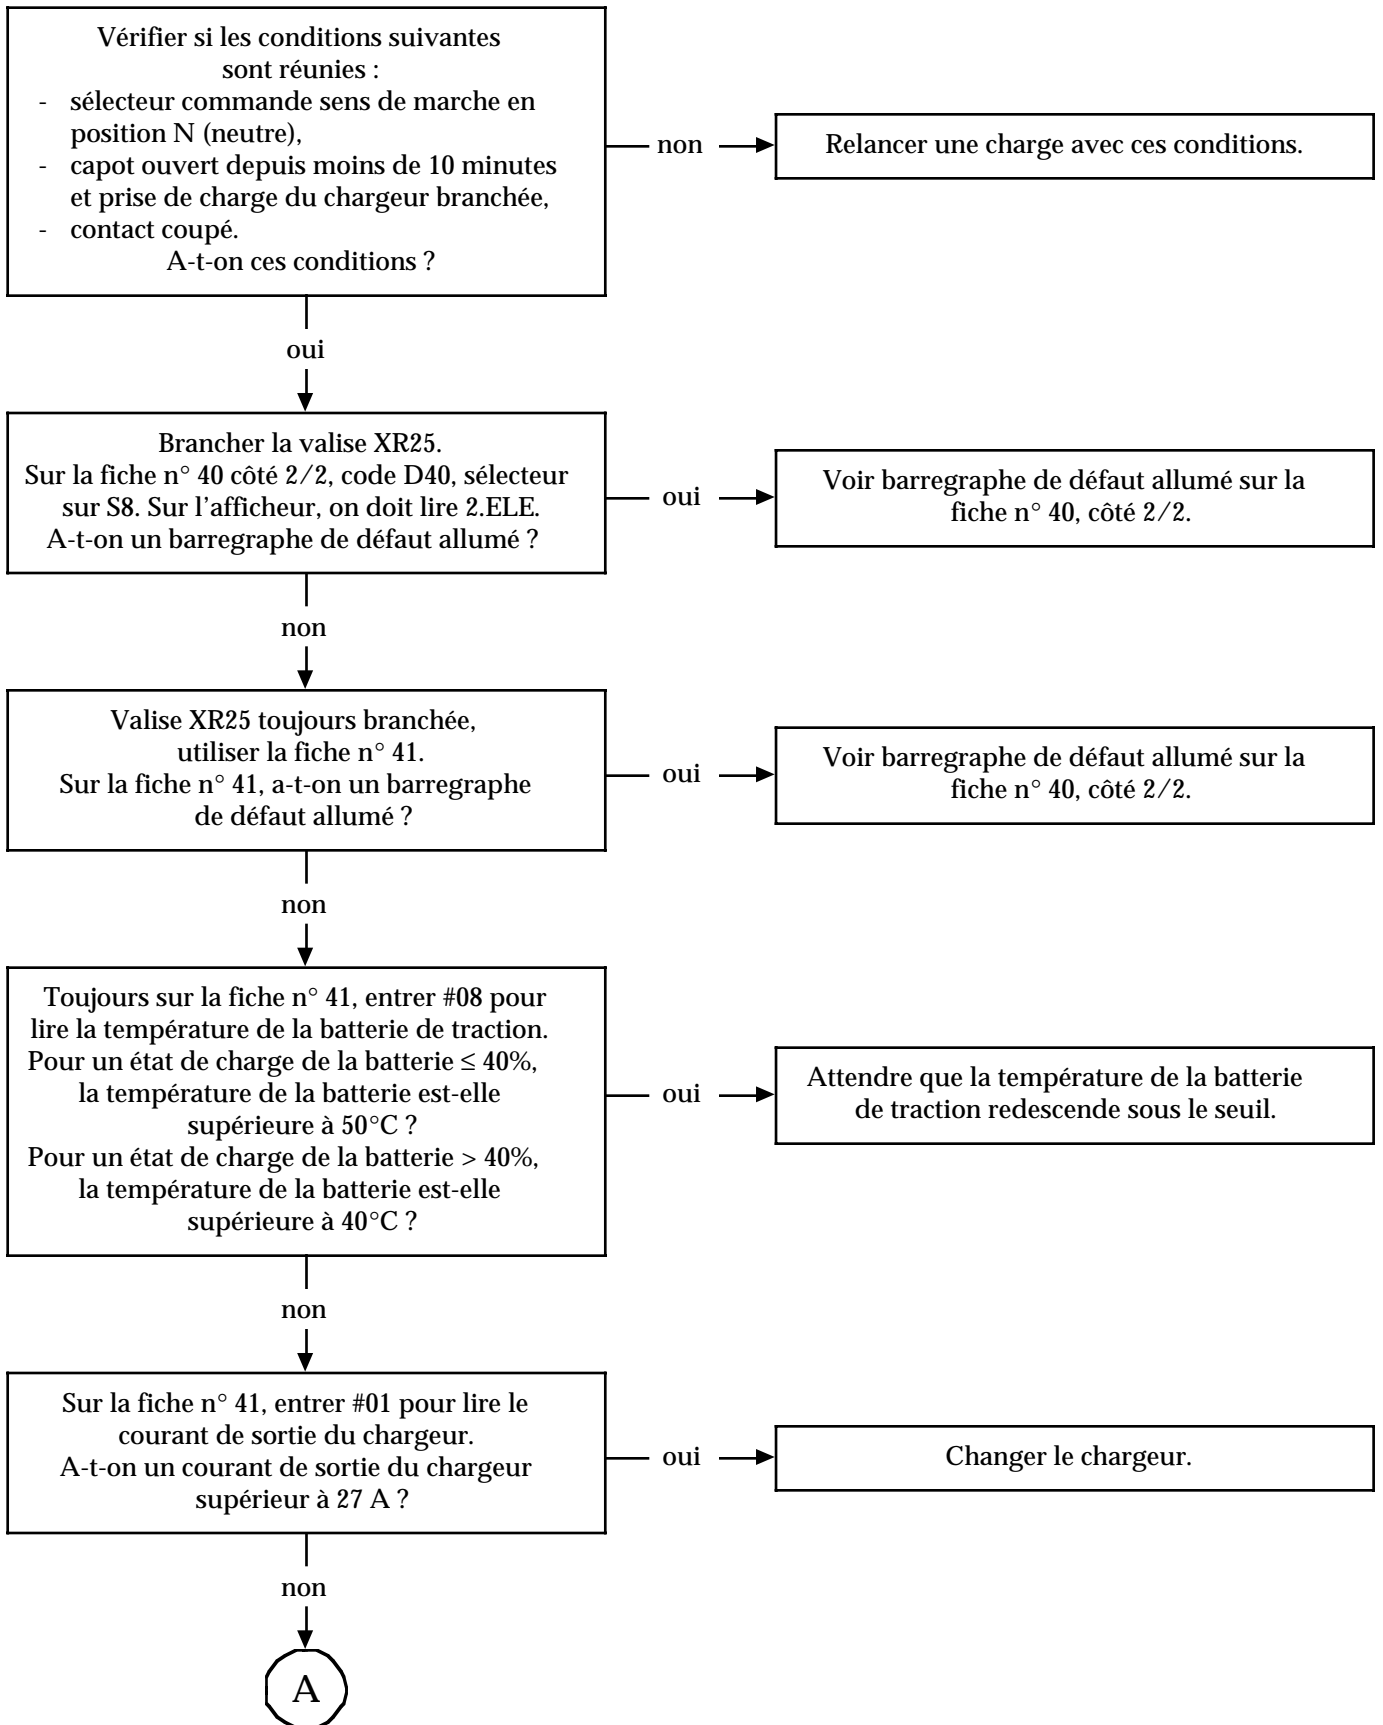 Vérifier si les conditions suivantes
sont réunies :
- sélecteur commande sens de marche en
position N (neutre),
- capot ouvert depuis moins de 10 minutes
et prise de charge du chargeur branchée,
- contact coupé.
A-t-on ces conditions ?
non
Relancer une charge avec ces conditions.
oui
Brancher la valise XR25.
Sur la fiche n° 40 côté 2/2, code D40, sélecteur
sur S8. Sur l'afficheur, on doit lire 2.ELE.
A-t-on un barregraphe de défaut allumé ?
oui
Voir barregraphe de défaut allumé sur la
fiche n° 40, côté 2/2.
non
Valise XR25 toujours branchée,
utiliser la fiche n° 41.
Sur la fiche n° 41, a-t-on un barregraphe
de défaut allumé ?
oui
Voir barregraphe de défaut allumé sur la
fiche n° 40, côté 2/2.
non
Toujours sur la fiche n° 41, entrer #08 pour
lire la température de la batterie de traction.
Pour un état de charge de la batterie ≤ 40%,
la température de la batterie est-elle
supérieure à 50°C ?
Pour un état de charge de la batterie > 40%,
la température de la batterie est-elle
supérieure à 40°C ?
oui
Attendre que la température de la batterie
de traction redescende sous le seuil.
non
Sur la fiche n° 41, entrer #01 pour lire le
courant de sortie du chargeur.
A-t-on un courant de sortie du chargeur
supérieur à 27 A ?
oui
Changer le chargeur.
non
A